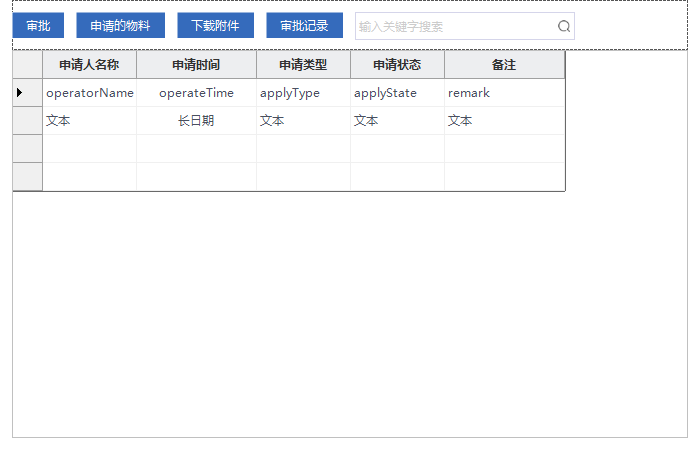 审批 申请的物料 下载附件 审批记录 输入关键字搜索
申请人名称 申请时间 申请类型 申请状态 备注
operatorName operateTime applyType applyState remark
文本 长日期 文本 文本 文本